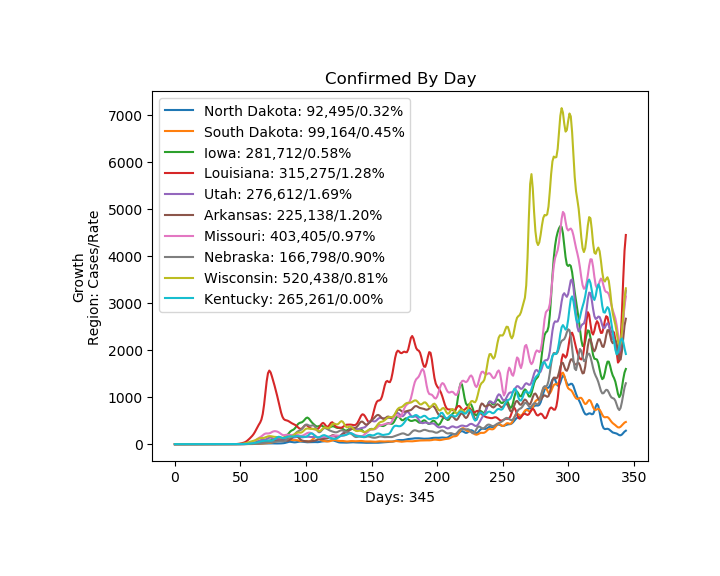 Confirmed By Day
North Dakota: 92,495/0.32%
South Dakota: 99,164/0.45%
Iowa: 281,712/0.58%
Louisiana: 315,275/1.28%
Utah: 276,612/1.69%
Arkansas: 225,138/1.20%
Missouri: 403,405/0.97%
Nebraska: 166,798/0.90%
Wisconsin: 520,438/0.81%
Kentucky: 265,261/0.00%
Growth
Region: Cases/Rate
7000
6000
5000
4000
3000
2000
1000
0
0 50 100 150 200 250 300 350
Days: 345